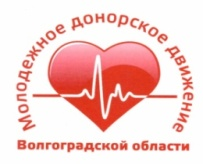 Молодежное донорское движение
Волгоградской области